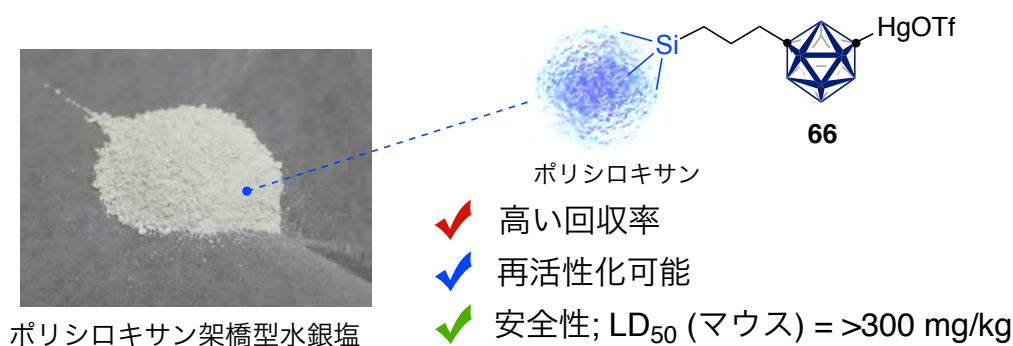 HgOTf
Si
66
ポリシロキサン
高い回収率
再活性化可能
安全性; LD50 (マウス) = >300 mg/kg
ポリシロキサン架橋型水銀塩